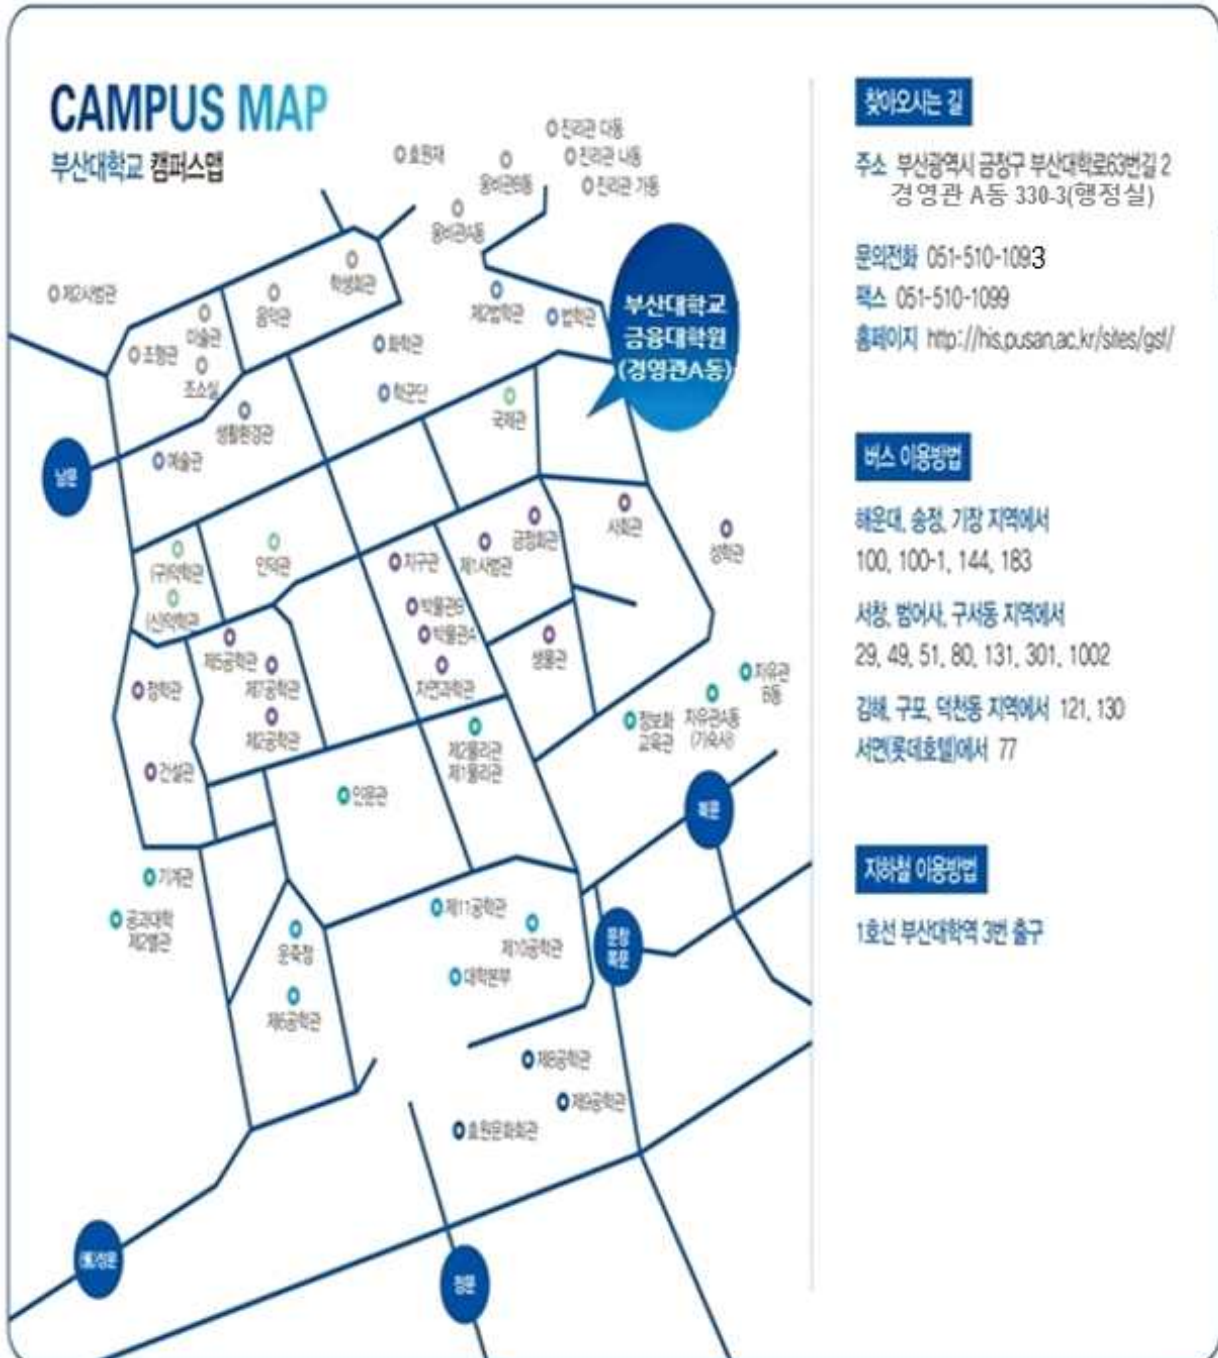 CAMPUS MAP
부산대학교 캠퍼스맵
진리관 다동
효원재
진리관 나동
웅비관B동
진리관 가동
웅비관A동
학생회관
제2사범관
음악관
제2법학관
법학관
미술관
조형관
화학관
조소실
학군단
국제관
생활환경관
예술관
남문
부산대학교
금융대학원
(경영관A동)
사회관
금정회관
성학관
인덕관
제1사범관
지구관
(구)약학관
박물관B
(신)약학관
박물관A
제5공학관
생물관
자연과학관
제7공학관
정학관
자유관
B동
자유관A동
(기숙사)
정보화
교육관
제2공학관
제2물리관
제1물리관
건설관
인문관
북문
기계관
제11공학관
공과대학
제2별관
제10공학관
운죽정
문창
쪽문
대학본부
제6공학관
제8공학관
제9공학관
효원문화회관
(舊)정문
정문
찾아오시는 길
주소 부산광역시 금정구 부산대학로63번길 2
경영관 A동 330-3(행정실)
문의전화 051-510-1093
팩스 051-510-1099
홈페이지 http://his.pusan.ac.kr/sites/gsf/
버스 이용방법
해운대, 송정, 기장 지역에서
100, 100-1, 144, 183
서창, 범어사, 구서동 지역에서
29, 49, 51, 80, 131, 301, 1002
김해, 구포, 덕천동 지역에서 121, 130
서면(롯데호텔)에서 77
지하철 이용방법
1호선 부산대학역 3번 출구